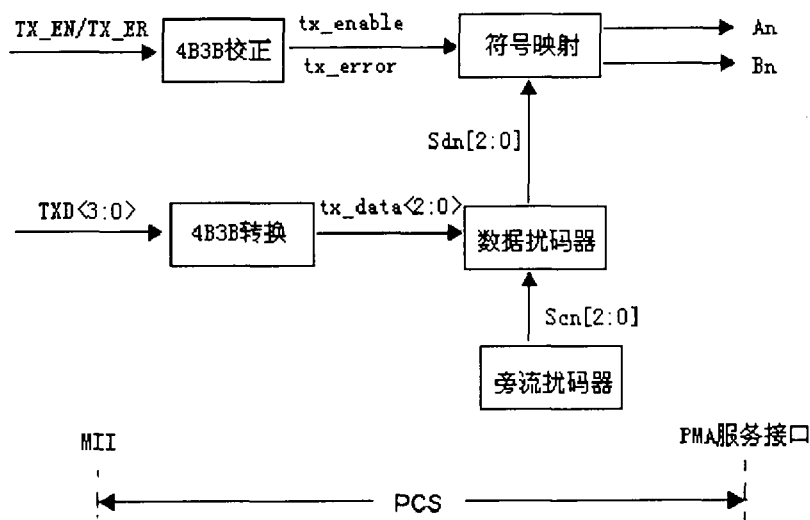 TX_EN/TX_ER
4B3B校正
tx_enable
tx_error
符号映射
An
Bn
Sdn[2:0]
TXD<3:0>
4B3B转换
tx_data<2:0>
数据扰码器
Scn[2:0]
旁流扰码器
MII
PMA服务接口
PCS